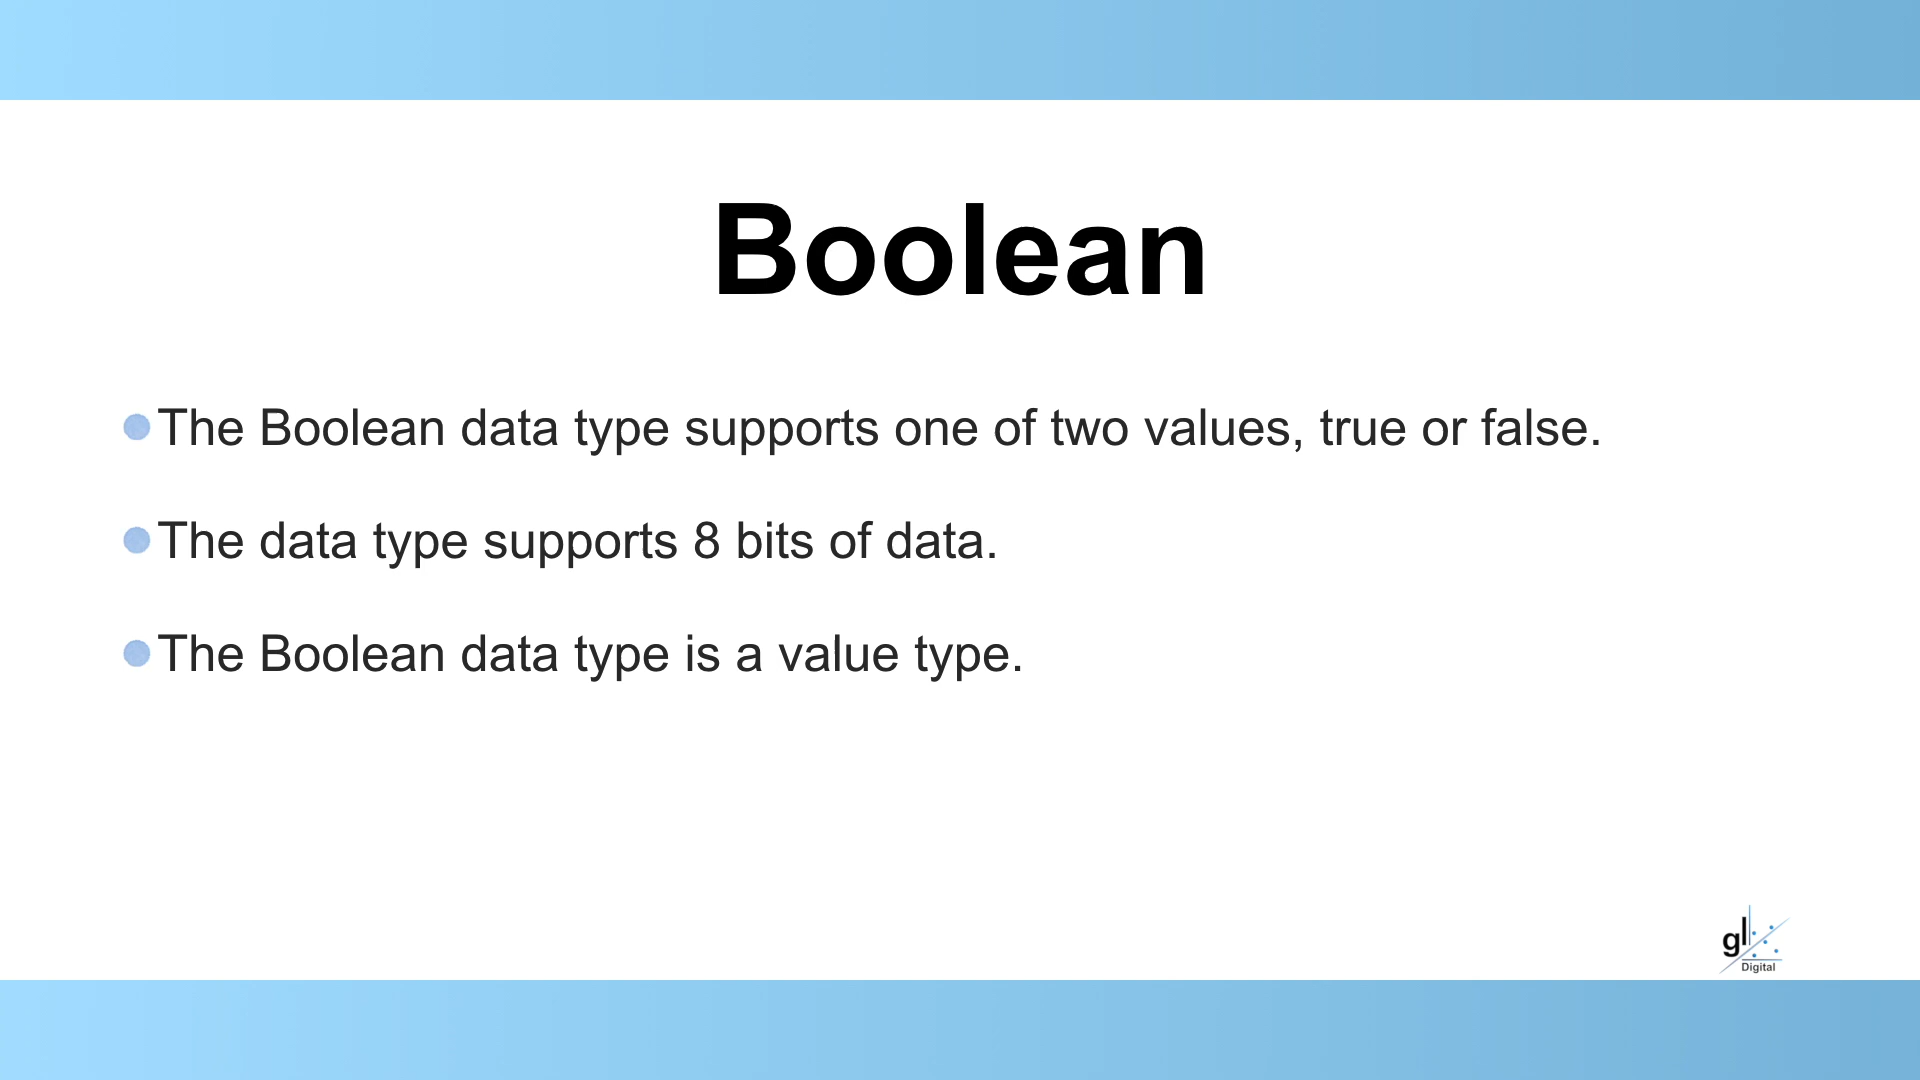 Boolean
The Boolean data type supports one of two values, true or false.
The data type supports 8 bits of data.
The Boolean data type is a value type.
gl
Digital